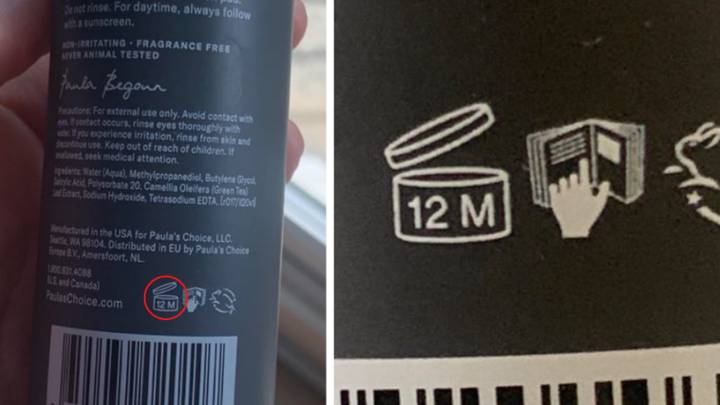 Do not rinse. For daytime, always follow
with a sunscreen.
NON-IRRITATING · FRAGRANCE FREE
NEVER ANIMAL TESTED
Paula Begoun
Precautions: For external use only. Avoid contact with
eyes. If contact occurs, rinse eyes thoroughly with
water. If you experience irritation, rinse from skin and
discontinue use. Keep out of reach of children. If
swallowed, seek medical attention.
Ingredients: Water (Aqua), Methylpropanediol, Butylene Glycol,
Salicylic Acid, Polysorbate 20, Camellia Oleifera (Green Tea)
Leaf Extract, Sodium Hydroxide, Tetrasodium EDTA.
Manufactured in the USA for Paula's Choice, LLC.
Seattle, WA 98104. Distributed in EU by Paula's Choice
Europe B.V., Amersfoort, NL.
1.800.831.4088
(U.S. and Canada)
PaulasChoice.com
12 M
12 M